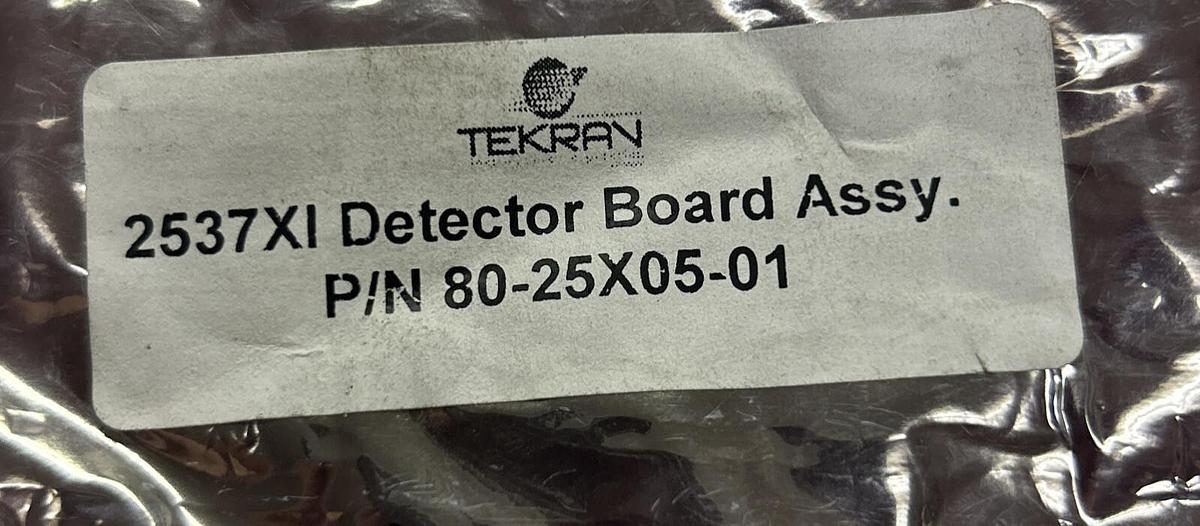 TEKRAN
2537XI Detector Board Assy.
P/N 80-25X05-01